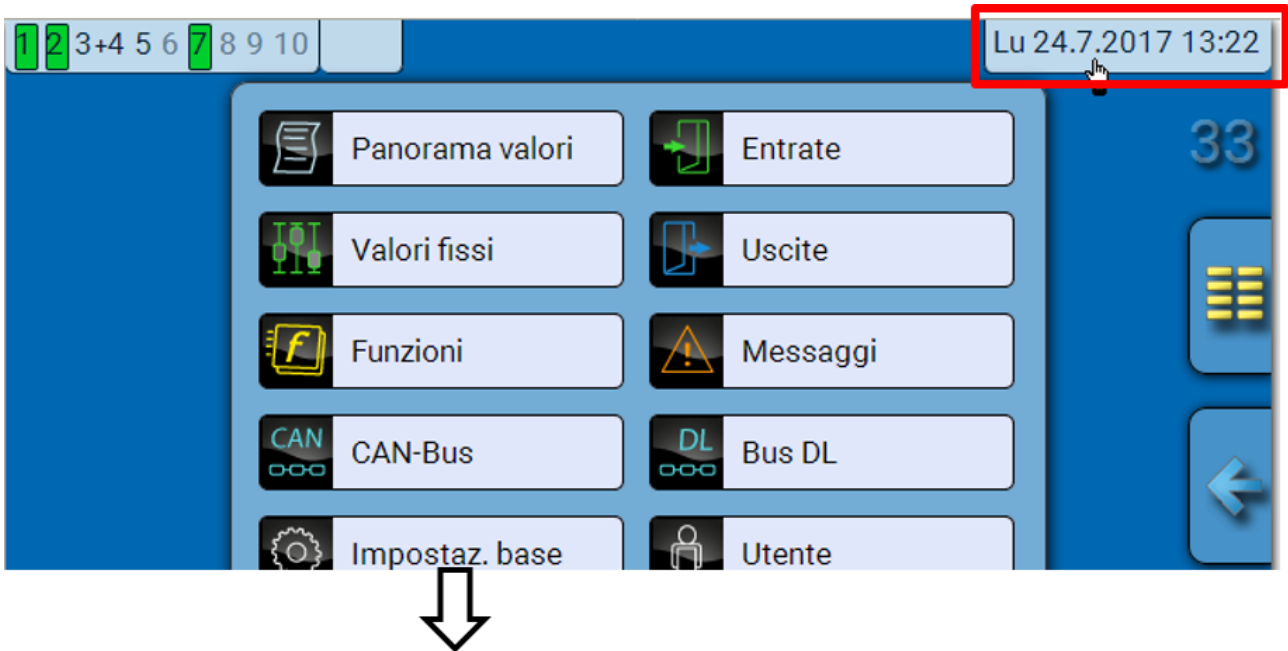 1 2 3+4 5 6 7 8 9 10
Lu 24.7.2017 13:22
33
Panorama valori
Entrate
Valori fissi
Uscite
f Funzioni
Messaggi
CAN CAN-Bus
DL Bus DL
Impostaz. base
Utente